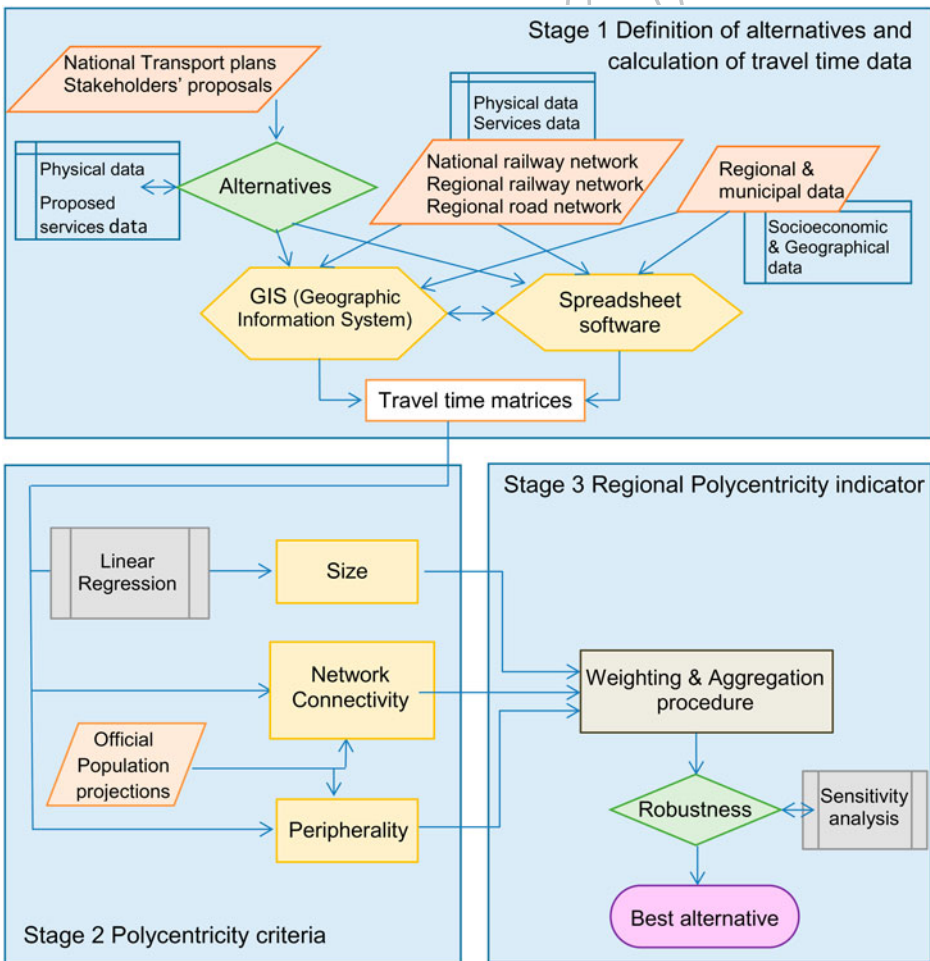 Stage 1 Definition of alternatives and
calculation of travel time data
National Transport plans
Stakeholders' proposals
Physical data
Services data
Physical data
Proposed
services data
Alternatives
National railway network
Regional railway network
Regional road network
Regional &
municipal data
Socioeconomic
& Geographical
data
GIS (Geographic
Information System)
Spreadsheet
software
Travel time matrices
Linear
Regression
Size
Network
Connectivity
Official
Population
projections
Peripherality
Stage 2 Polycentricity criteria
Stage 3 Regional Polycentricity indicator
Weighting & Aggregation
procedure
Robustness
Sensitivity
analysis
Best alternative